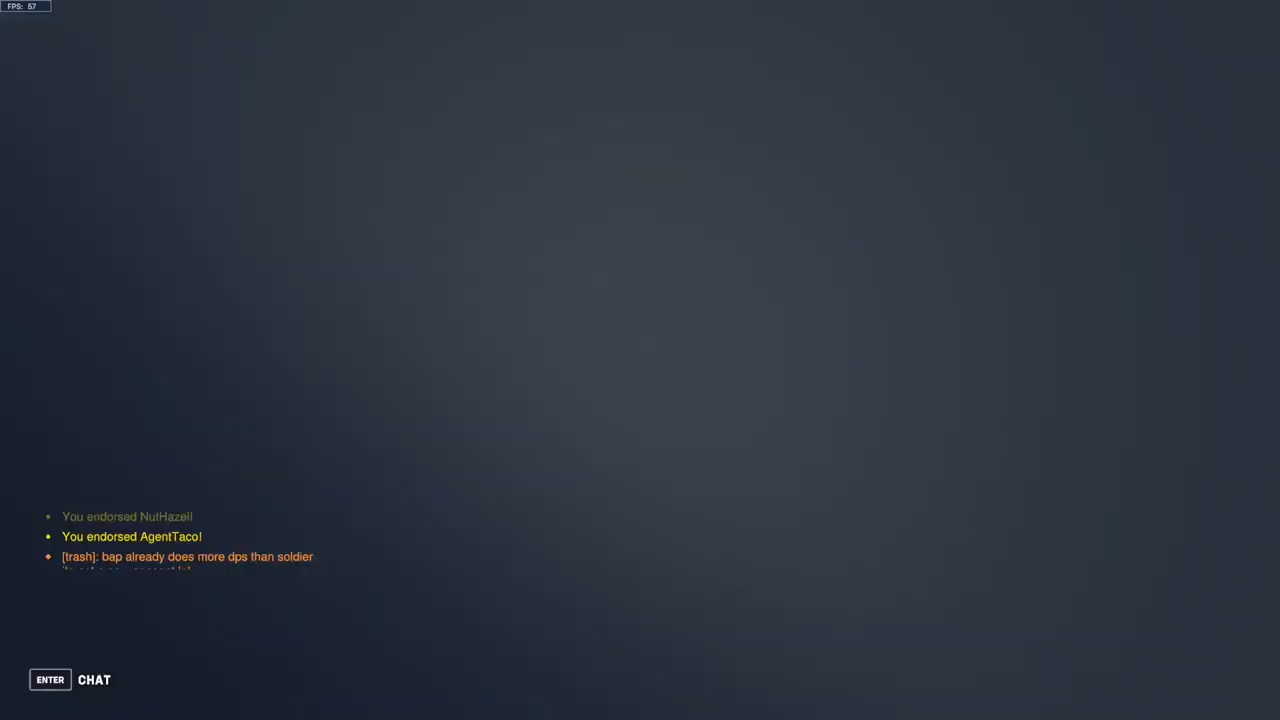 FPS: 57
You endorsed NutHazell
You endorsed AgentTaco!
[trash]: bap already does more dps than soldier
ENTER CHAT